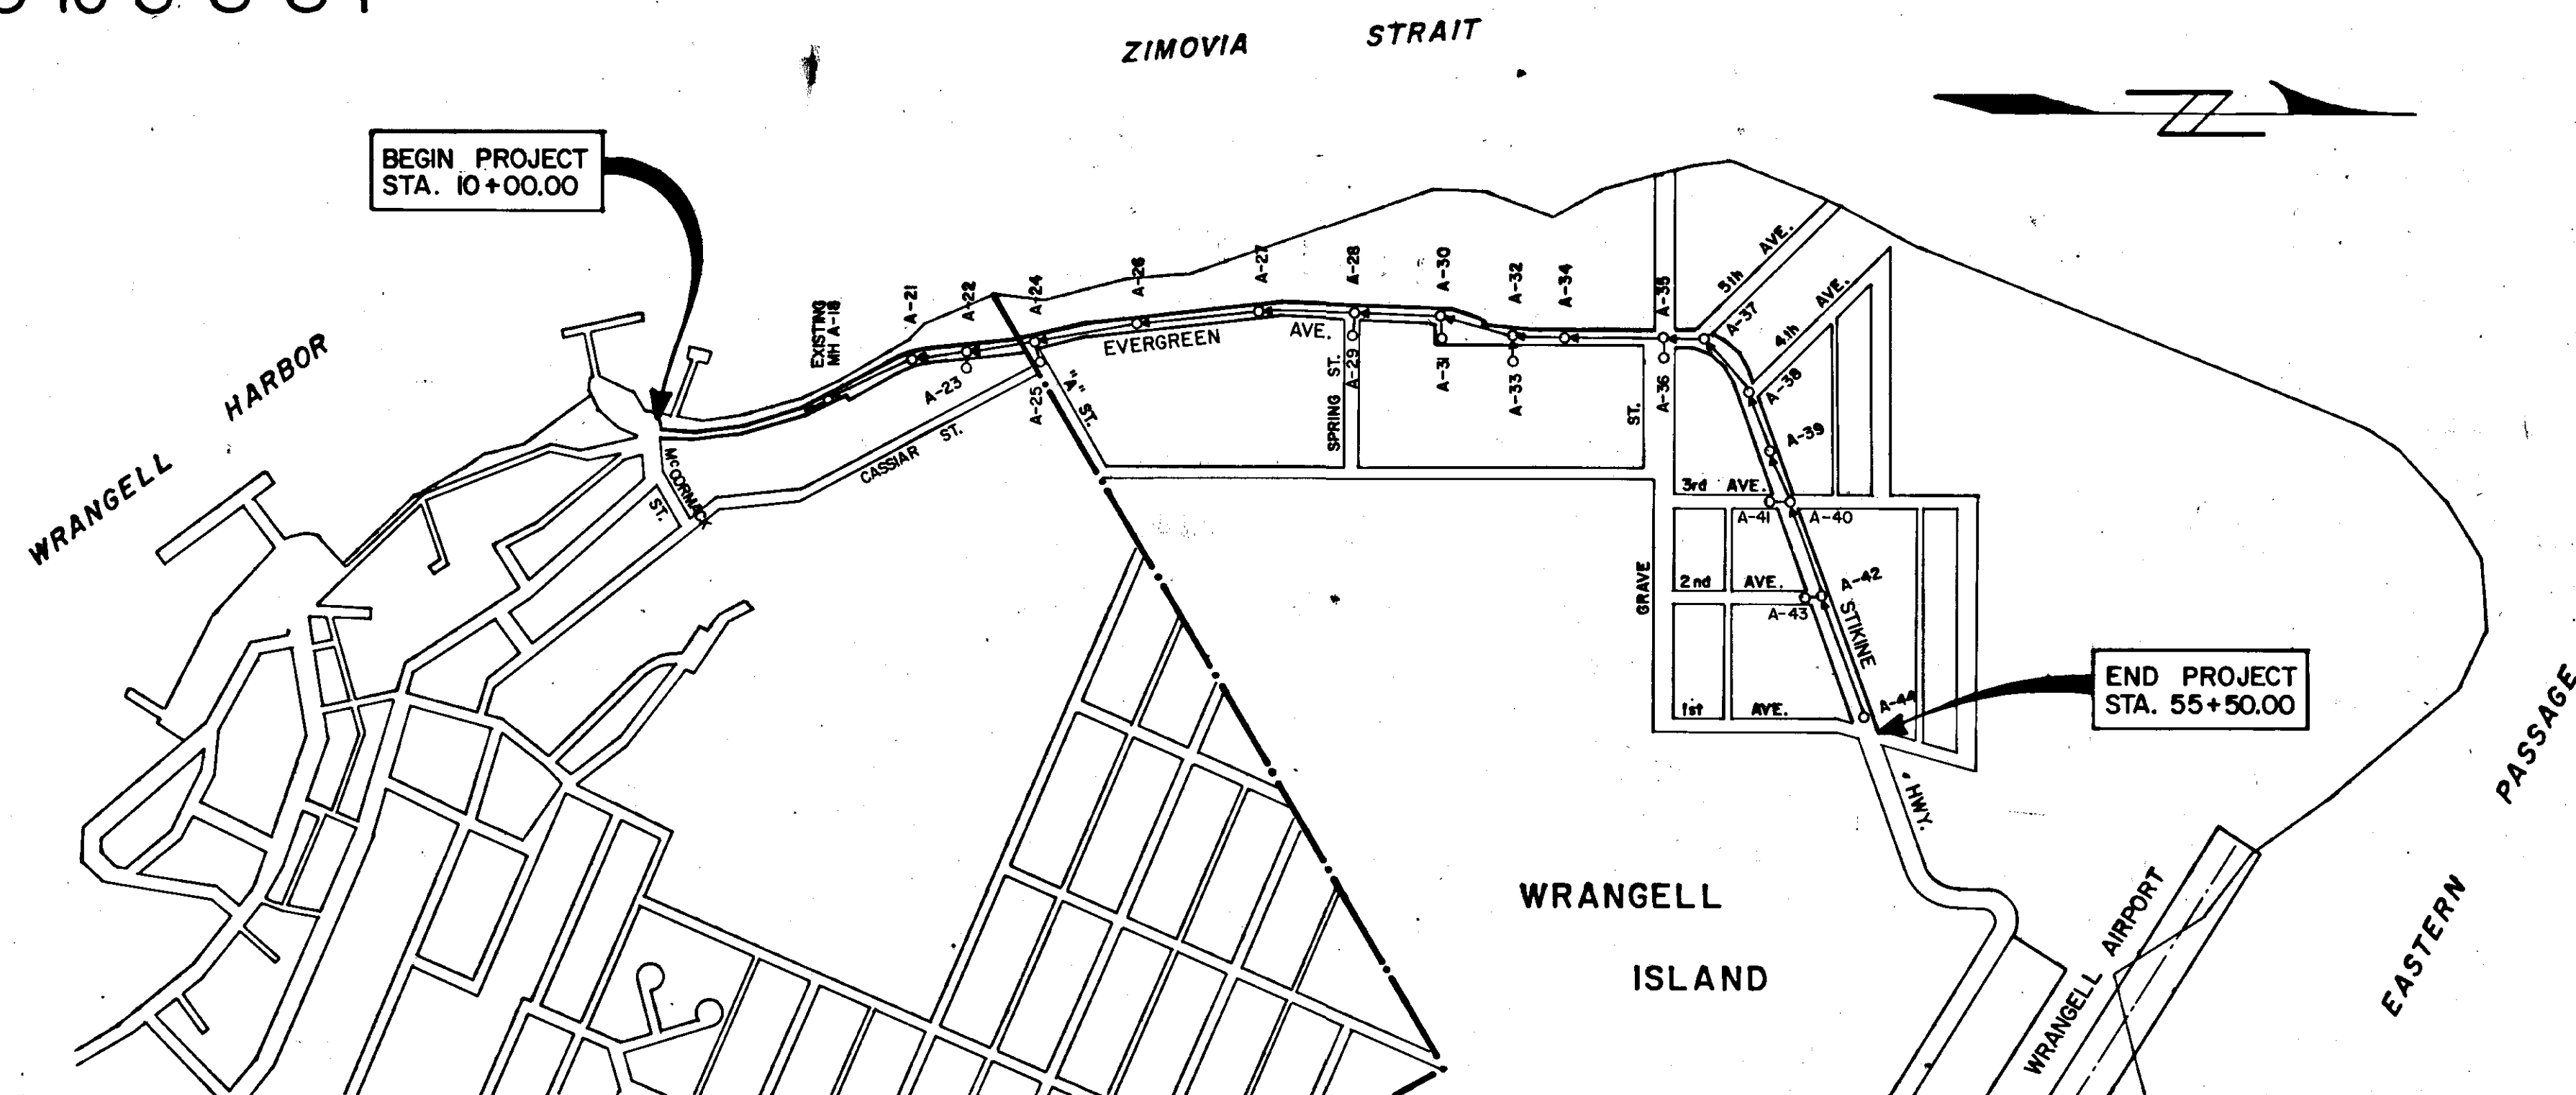 ZIMOVIA STRAIT
BEGIN PROJECT
STA. 10+00.00
WRANGELL HARBOR
EXISTING
MH A-18
A-21
A-22
A-23
A-24
A-25
A-26
A-27
A-28
A-29
A-30
A-31
A-32
A-33
A-34
A-35
A-36
A-37
A-38
A-39
A-40
A-41
A-42
A-43
A-44
EVERGREEN AVE.
"A" ST.
CASSIAR ST.
McCORMACK
ST.
SPRING ST.
GRAVE ST.
5th AVE.
4th AVE.
3rd AVE.
2nd AVE.
1st AVE.
STIKINE HWY.
END PROJECT
STA. 55+50.00
WRANGELL
ISLAND
WRANGELL AIRPORT
EASTERN PASSAGE